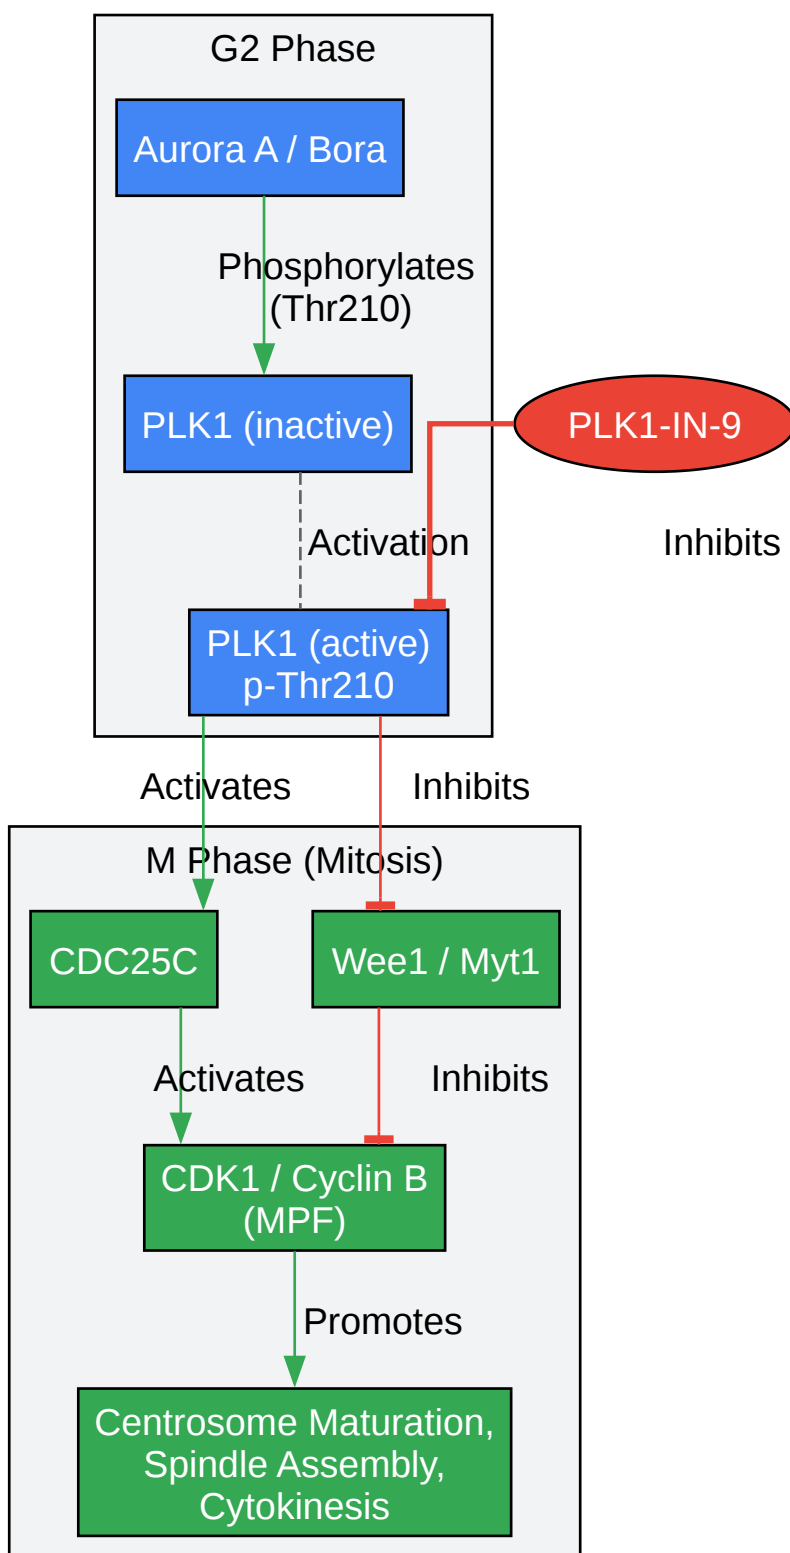 G2 Phase
Aurora A / Bora
Phosphorylates
(Thr210)
PLK1 (inactive)
PLK1-IN-9
Activation
Inhibits
PLK1 (active)
p-Thr210
Activates
Inhibits
M Phase (Mitosis)
CDC25C
Wee1 / Myt1
Activates
Inhibits
CDK1 / Cyclin B
(MPF)
Promotes
Centrosome Maturation,
Spindle Assembly,
Cytokinesis